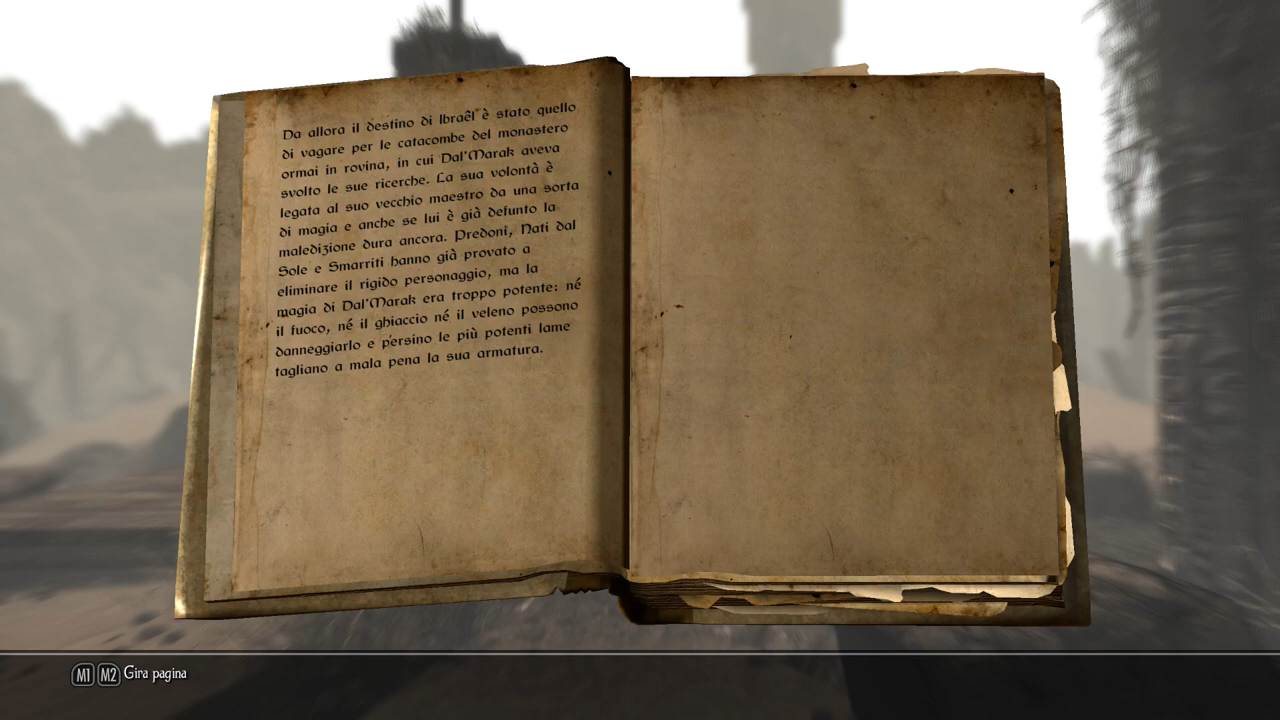 Da allora il destino di Ibraêl è stato quello
di vagare per le catacombe del monastero
ormai in rovina, in cui Dal'Marak aveva
svolto le sue ricerche. La sua volontà è
legata al suo vecchio maestro da una sorta
di magia e anche se lui è già defunto la
maledizione dura ancora. Predoni, Nati dal
Sole e Smarriti hanno già provato a
eliminare il rigido personaggio, ma la
magia di Dal'Marak era troppo potente: né
il fuoco, né il ghiaccio né il veleno possono
danneggiarlo e persino le più potenti lame
tagliano a mala pena la sua armatura.
M1 M2 Gira pagina